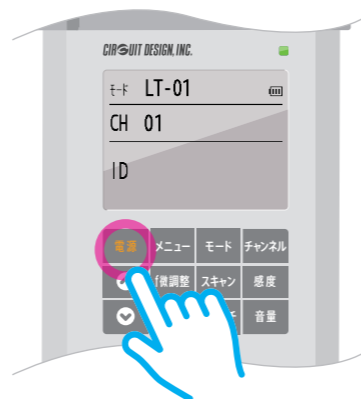 CIRCUIT DESIGN, INC.
モード LT-01
CH 01
ID
電源 メニュー モード チャンネル
微調整 スキャン 感度
音量